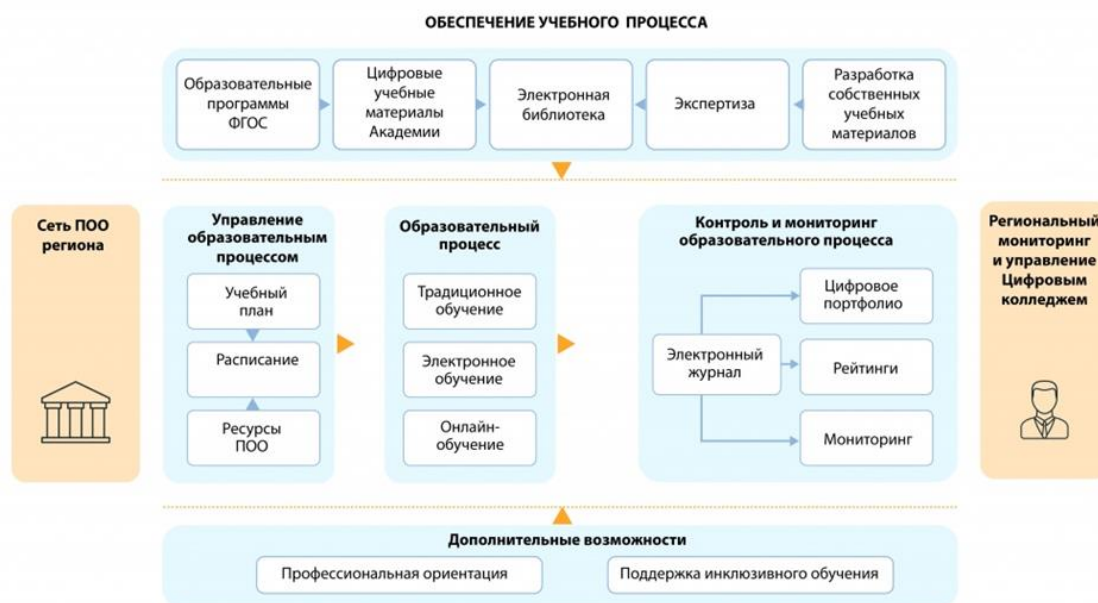 ОБЕСПЕЧЕНИЕ УЧЕБНОГО ПРОЦЕССА
Образовательные
программы
ФГОС
Цифровые
учебные
материалы
Академии
Электронная
библиотека
Экспертиза
Разработка
собственных
учебных
материалов
Сеть ПОО
региона
Управление
образовательным
процессом
Учебный
план
Расписание
Ресурсы
ПОО
Образовательный
процесс
Традиционное
обучение
Электронное
обучение
Онлайн-
обучение
Контроль и мониторинг
образовательного процесса
Электронный
журнал
Цифровое
портфолио
Рейтинги
Мониторинг
Региональный
мониторинг
и управление
Цифровым
колледжем
Дополнительные возможности
Профессиональная ориентация
Поддержка инклюзивного обучения